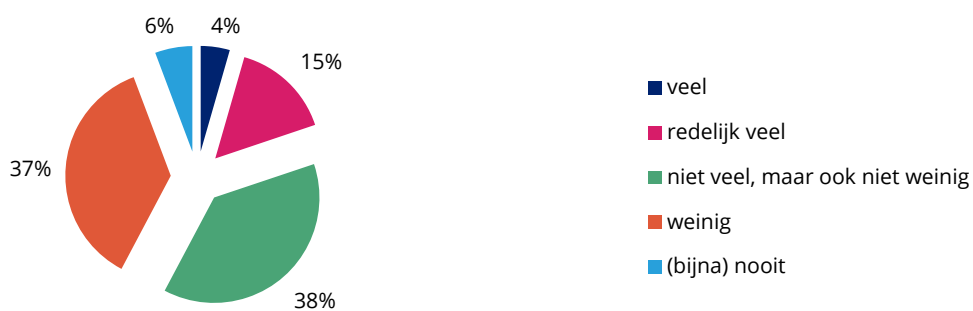 6%
4%
15%
37%
38%
veel
redelijk veel
niet veel, maar ook niet weinig
weinig
(bijna) nooit